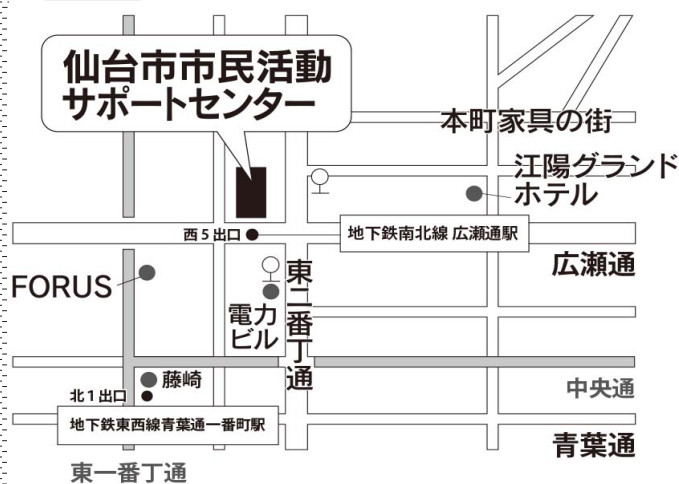 仙台市市民活動
サポートセンター
本町家具の街
江陽グランド
ホテル
西5出口
地下鉄南北線 広瀬通駅
広瀬通
FORUS
東二番丁通
電力
ビル
藤崎
中央通
北1出口
地下鉄東西線青葉通一番町駅
青葉通
東一番丁通